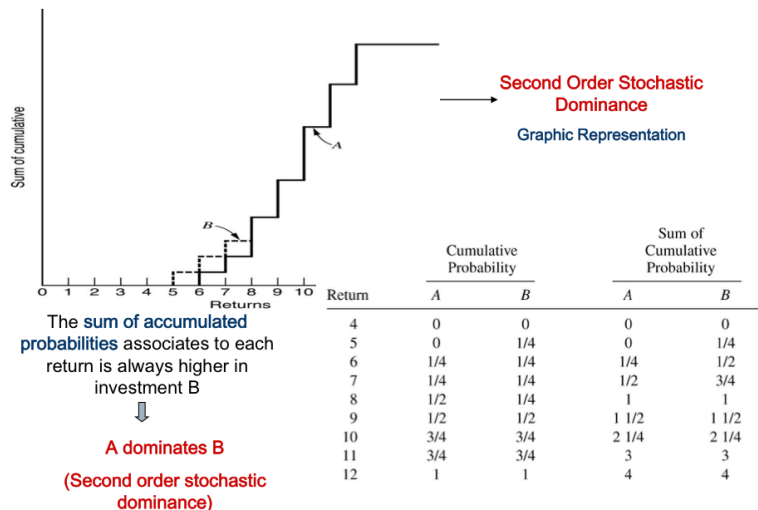 Sum of cumulative
A
B
0 1 2 3 4 5 6 7 8 9 10
Returns
Second Order Stochastic
Dominance
Graphic Representation
The sum of accumulated
probabilities associates to each
return is always higher in
investment B
A dominates B
(Second order stochastic
dominance)
Cumulative
Probability
Sum of
Cumulative
Probability
Return A B A B
4 0 0 0 0
5 0 1/4 0 1/4
6 1/4 1/4 1/4 1/2
7 1/4 1/4 1/2 3/4
8 1/2 1/4 1 1
9 1/2 1/2 1 1/2 1 1/2
10 3/4 3/4 2 1/4 2 1/4
11 3/4 3/4 3 3
12 1 1 4 4